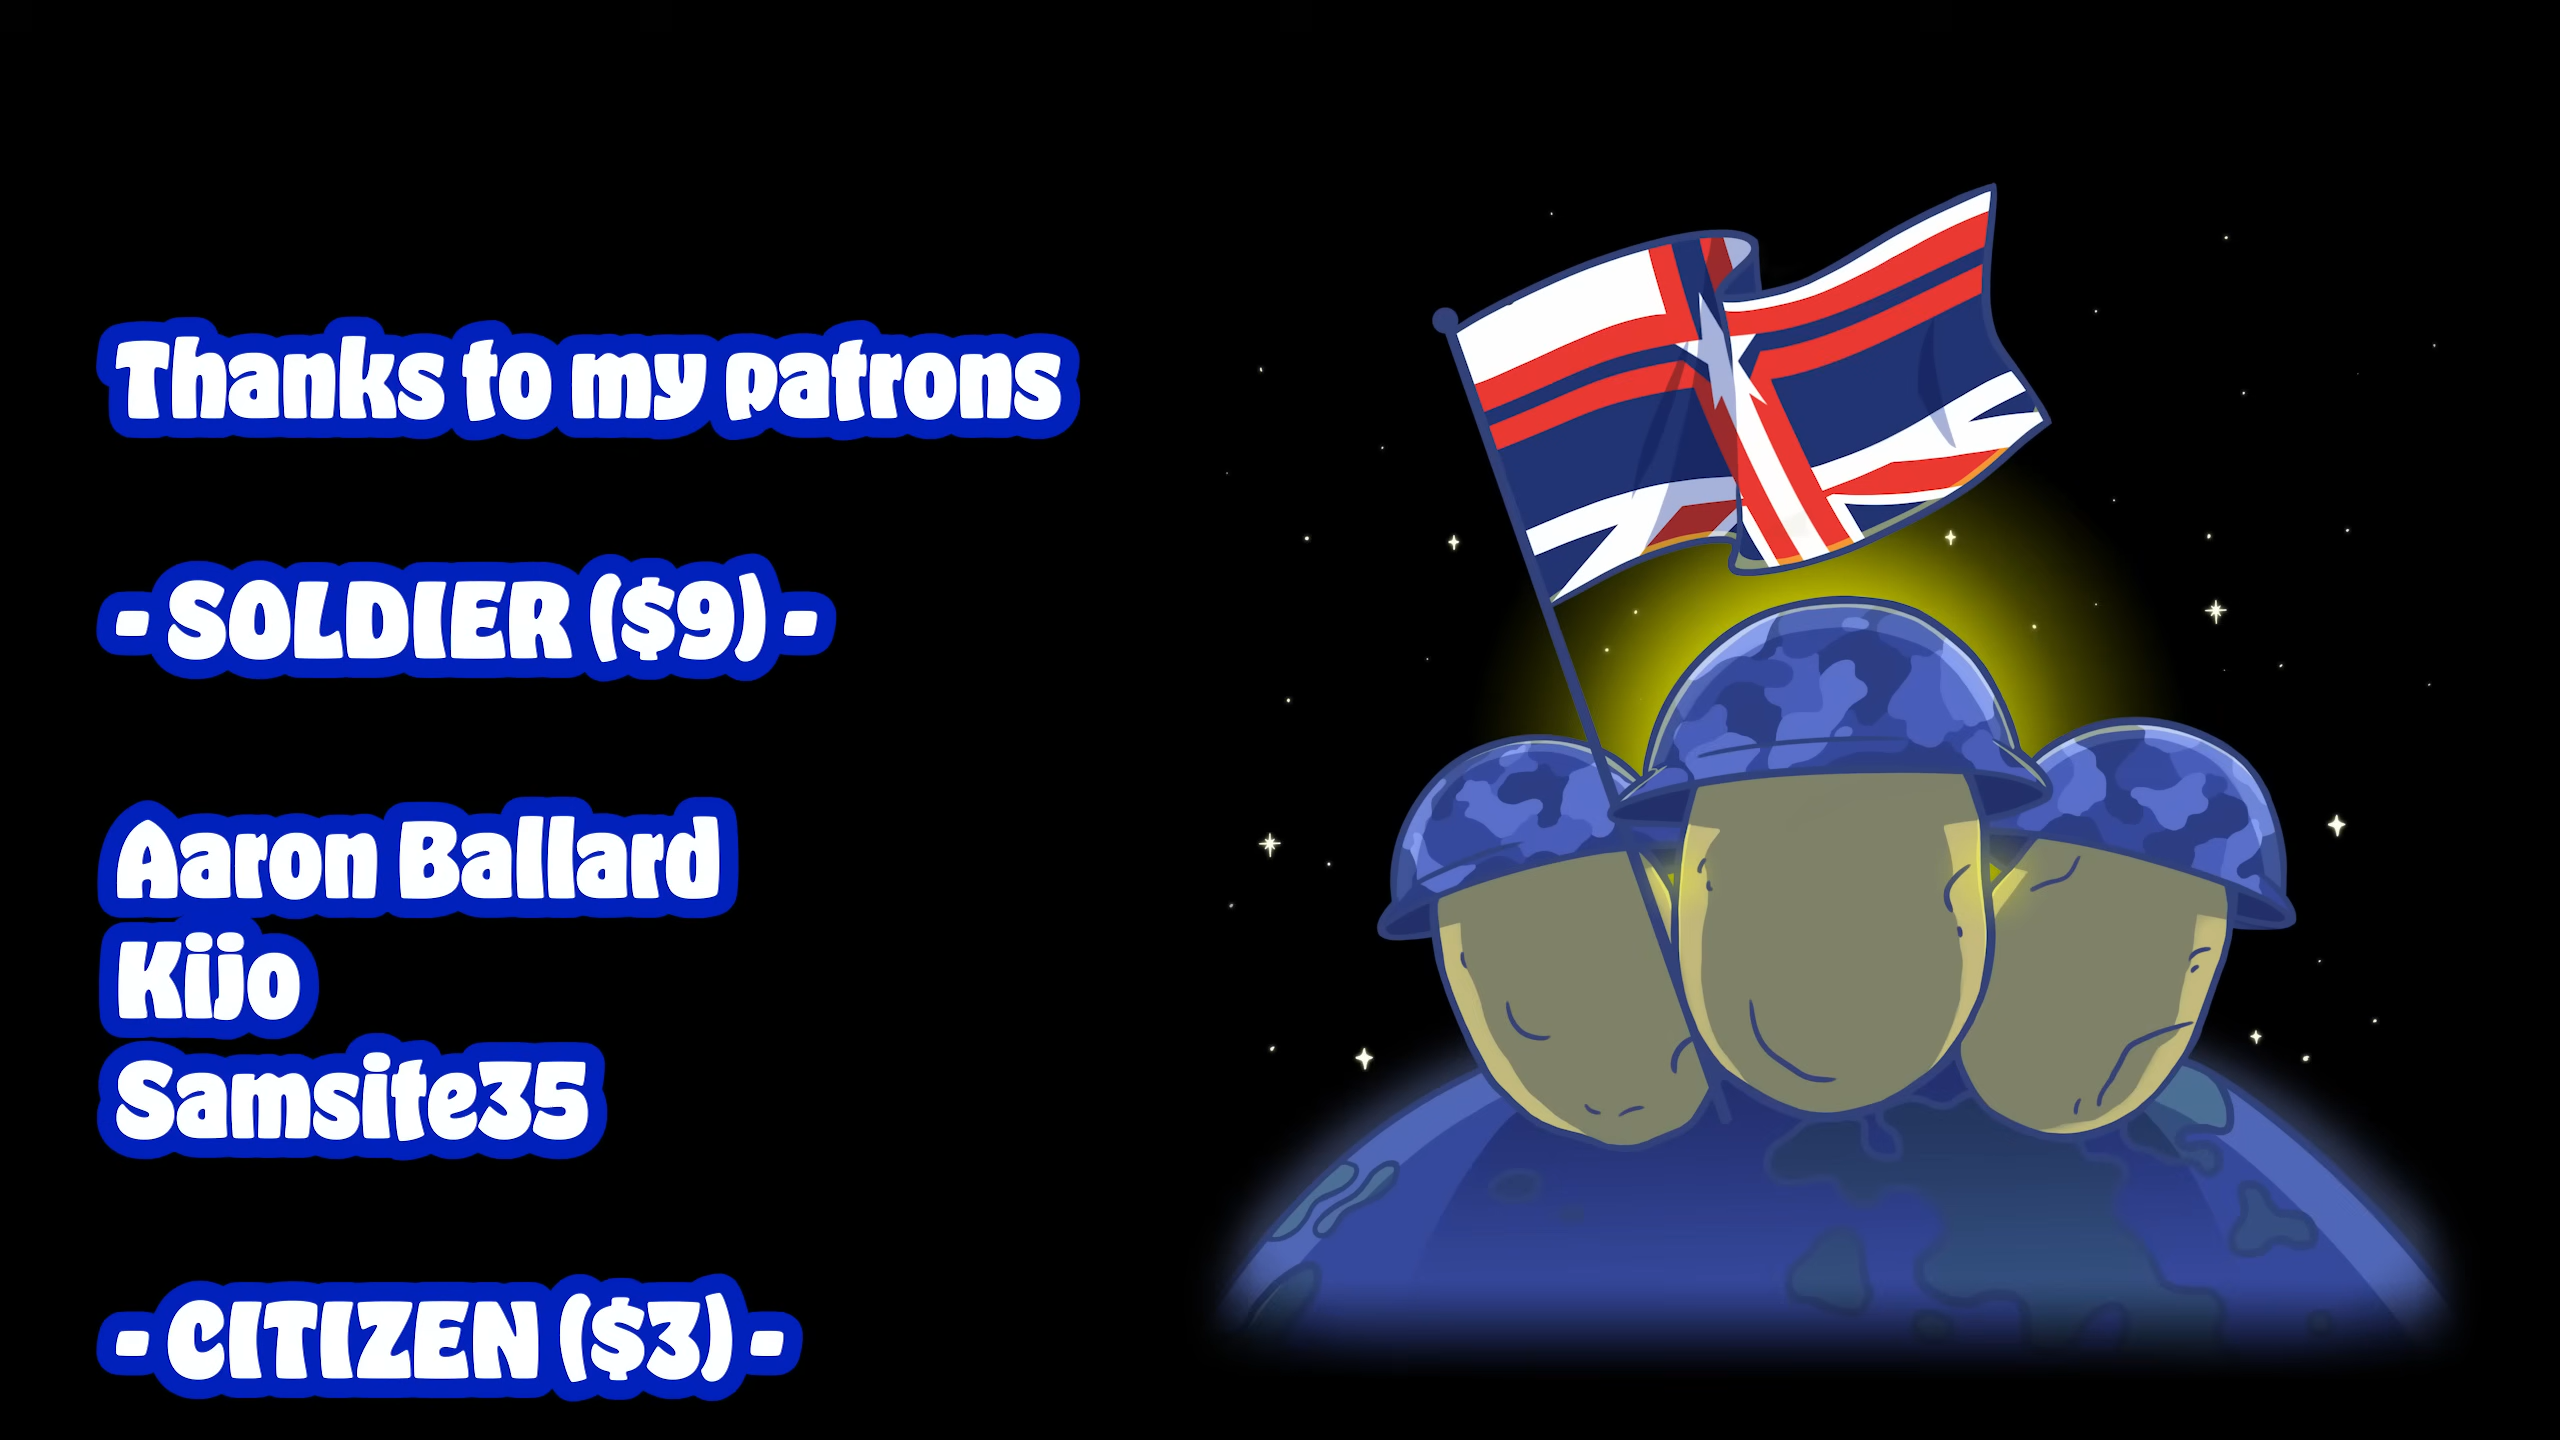 Thanks to my patrons
- SOLDIER ($9) -
Aaron Ballard
Kijo
Samsite35
- CITIZEN ($3) -